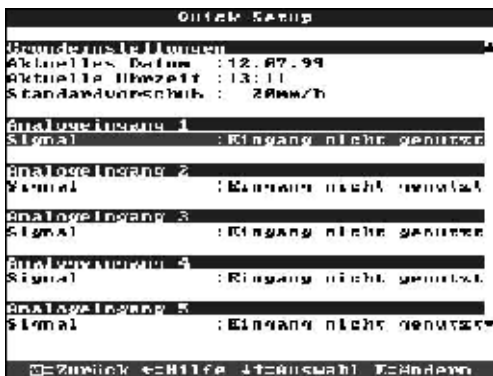 Quick Setup
Grundeinstellungen
Aktuelles Datum :12.07.99
Aktuelle Uhrzeit :13:11
Standardvorschub : 20mm/h
Analogeingang 1
Signal :Eingang nicht genutzt
Analogeingang 2
Signal :Eingang nicht genutzt
Analogeingang 3
Signal :Eingang nicht genutzt
Analogeingang 4
Signal :Eingang nicht genutzt
Analogeingang 5
Signal :Eingang nicht genutzt
=Zurück ←=Hilfe ↓↑=Auswahl E=Ändern